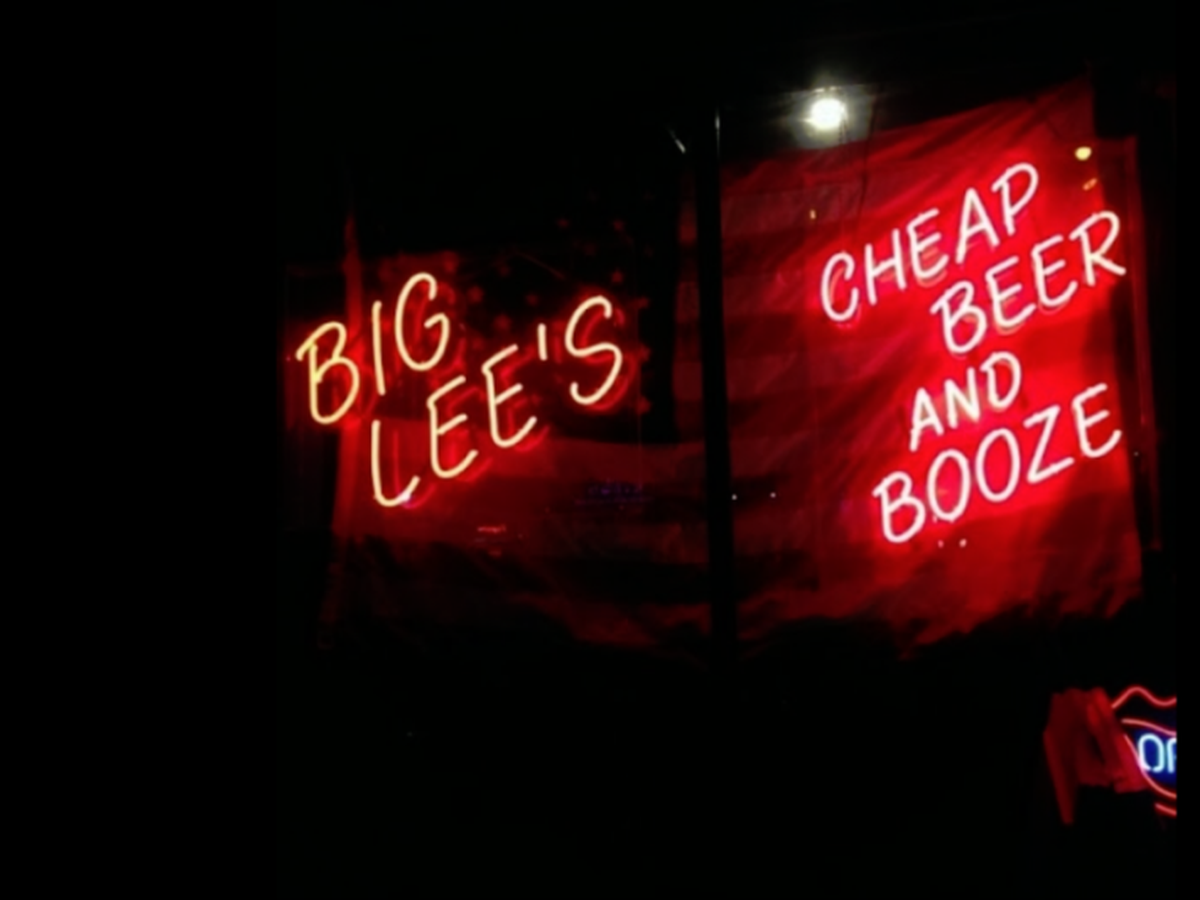 BIG
LEE'S
CHEAP
BEER
AND
BOOZE